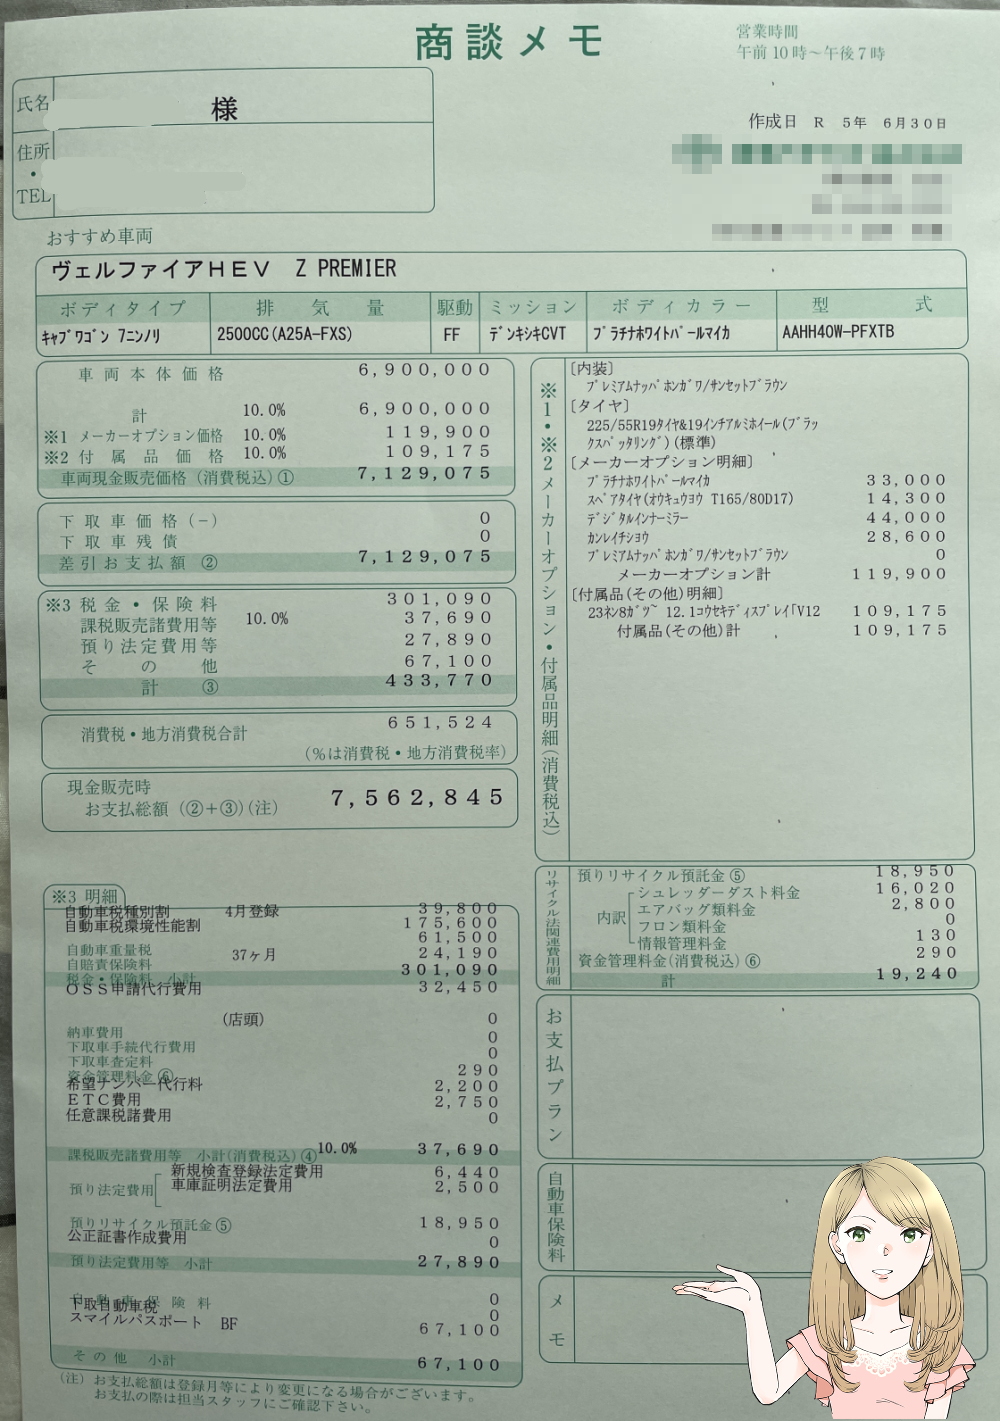 商談メモ
営業時間
午前10時～午後7時
氏名 様
住所
・
TEL
作成日 R 5年 6月30日
おすすめ車両
ヴェルファイアHEV Z PREMIER
ボディタイプ 排気量 駆動 ミッション ボディカラー 型式
ｷｬﾌﾞﾜｺﾞﾝ 7ﾆﾝﾉﾘ 2500CC(A25A-FXS) FF ﾃﾞﾝｷｼｷCVT ﾌﾟﾗﾁﾅﾎﾜｲﾄﾊﾟｰﾙﾏｲｶ AAHH40W-PFXTB
車両本体価格 6,900,000
計 10.0% 6,900,000
※1 メーカーオプション価格 10.0% 119,900
※2 付属品価格 10.0% 109,175
車両現金販売価格(消費税込)① 7,129,075
下取車価格(−) 0
下取車残債 0
差引お支払額 ② 7,129,075
※3 税金・保険料 301,090
課税販売諸費用等 10.0% 37,690
預り法定費用等 27,890
その他 67,100
計 ③ 433,770
消費税・地方消費税合計 651,524
(%は消費税・地方消費税率)
現金販売時
お支払総額(②+③)(注) 7,562,845
※3 明細
自動車税種別割 4月登録 39,800
自動車税環境性能割 175,600
自動車重量税 61,500
自賠責保険料 37ヶ月 24,190
税金・保険料 小計 301,090
OSS申請代行費用 32,450
納車費用 (店頭) 0
下取車手続代行費用 0
下取車査定料 0
資金管理料金⑥ 290
希望ナンバー代行料 2,200
ETC費用 2,750
任意課税諸費用 0
課税販売諸費用等 小計(消費税込)④ 10.0% 37,690
預り法定費用 新規検査登録法定費用 6,440
車庫証明法定費用 2,500
預りリサイクル預託金⑤ 18,950
公正証書作成費用 0
預り法定費用等 小計 27,890
自動車保険料 0
下取自動車税 0
スマイルパスポート BF 67,100
その他 小計 67,100
(注) お支払総額は登録月等により変更になる場合がございます。
お支払の際は担当スタッフにご確認下さい。
※1・※2 メーカーオプション・付属品明細(消費税込)
[内装]
ﾌﾟﾚﾐｱﾑﾅｯﾊﾟﾎﾝｶﾞﾜ/ｻﾝｾｯﾄﾌﾞﾗｳﾝ
[タイヤ]
225/55R19ﾀｲﾔ&19ｲﾝﾁｱﾙﾐﾎｲｰﾙ(ﾌﾞﾗｯ
ｸｽﾊﾟｯﾀﾘﾝｸﾞ)(標準)
[メーカーオプション明細]
ﾌﾟﾗﾁﾅﾎﾜｲﾄﾊﾟｰﾙﾏｲｶ 33,000
ｽﾍﾟｱﾀｲﾔ(ｵｳｷｭｳﾖｳ T165/80D17) 14,300
ﾃﾞｼﾞﾀﾙｲﾝﾅｰﾐﾗｰ 44,000
ｶﾝﾚｲﾁｼﾖｳ 28,600
ﾌﾟﾚﾐｱﾑﾅｯﾊﾟﾎﾝｶﾞﾜ/ｻﾝｾｯﾄﾌﾞﾗｳﾝ 0
メーカーオプション計 119,900
[付属品(その他)明細]
23ﾈﾝ8ｶﾞﾂ~ 12.1ｺｳｾｷﾃﾞｨｽﾌﾟﾚｲ｢V12 109,175
付属品(その他)計 109,175
リサイクル法関連費用明細
預りリサイクル預託金⑤ 18,950
内訳 シュレッダーダスト料金 16,020
エアバッグ類料金 2,800
フロン類料金 0
情報管理料金 130
資金管理料金(消費税込)⑥ 290
計 19,240
お支払プラン
自動車保険料
メモ